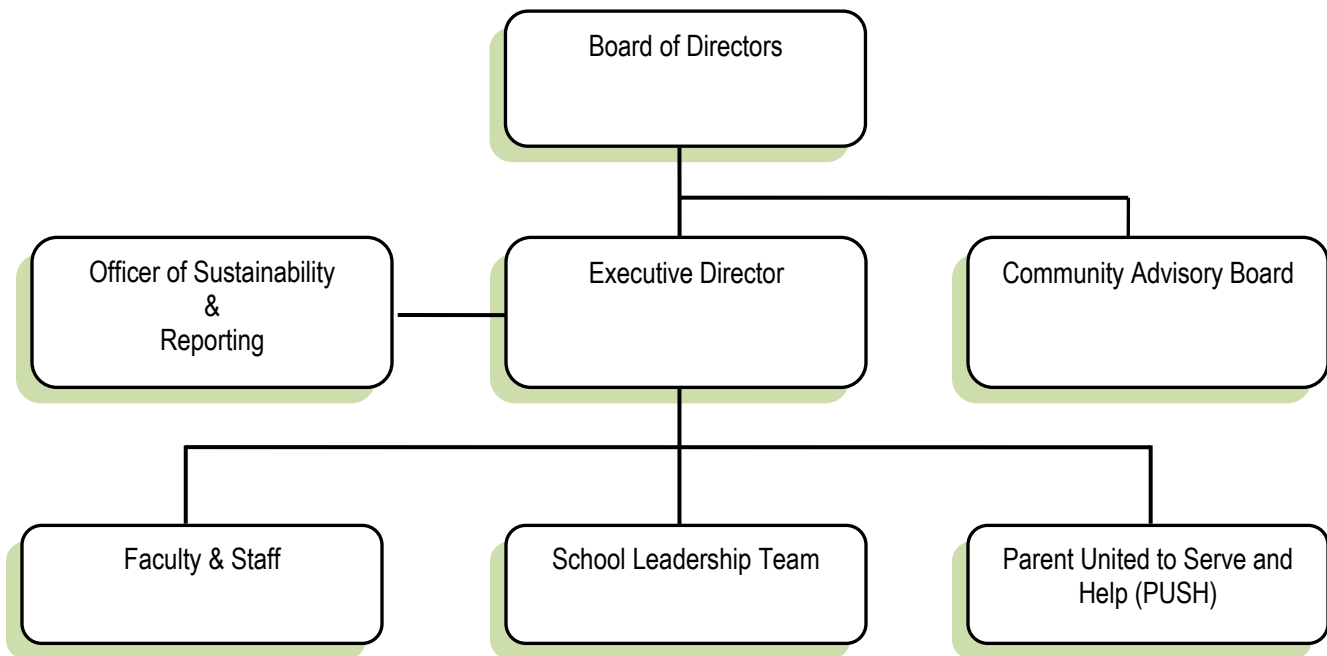 Board of Directors
Officer of Sustainability
&
Reporting
Executive Director
Community Advisory Board
Faculty & Staff
School Leadership Team
Parent United to Serve and
Help (PUSH)